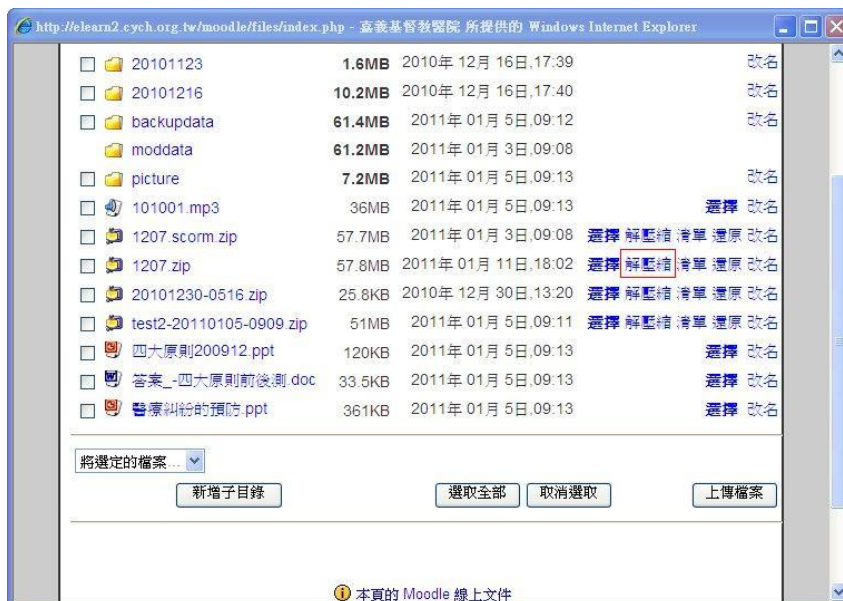 http://elearn2.cych.org.tw/moodle/files/index.php - 嘉義基督教醫院 所提供的 Windows Internet Explorer
20101123 1.6MB 2010年 12月 16日,17:39 改名
20101216 10.2MB 2010年 12月 16日,17:40 改名
backupdata 61.4MB 2011年 01月 5日,09:12 改名
moddata 61.2MB 2011年 01月 3日,09:08
picture 7.2MB 2011年 01月 5日,09:13 改名
101001.mp3 36MB 2011年 01月 5日,09:13 選擇 改名
1207.scorm.zip 57.7MB 2011年 01月 3日,09:08 選擇 解壓縮 清單 還原 改名
1207.zip 57.8MB 2011年 01月 11日,18:02 選擇 解壓縮 清單 還原 改名
20101230-0516.zip 25.8KB 2010年 12月 30日,13:20 選擇 解壓縮 清單 還原 改名
test2-20110105-0909.zip 51MB 2011年 01月 5日,09:11 選擇 解壓縮 清單 還原 改名
四大原則200912.ppt 120KB 2011年 01月 5日,09:13 選擇 改名
答案_-四大原則前後測.doc 33.5KB 2011年 01月 5日,09:13 選擇 改名
醫療糾紛的預防.ppt 361KB 2011年 01月 5日,09:13 選擇 改名
將選定的檔案...
新增子目錄 選取全部 取消選取 上傳檔案
本頁的 Moodle 線上文件